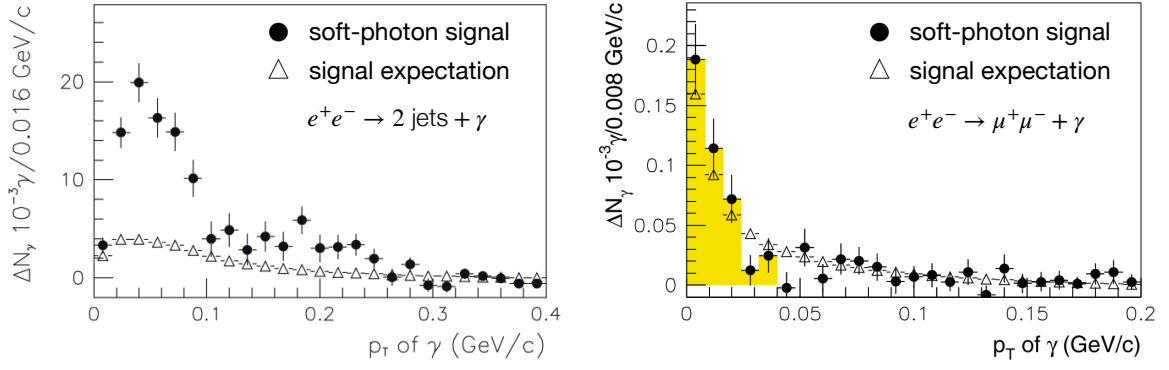 ΔNᵧ 10⁻³γ/0.016 GeV/c
20
10
0
soft-photon signal
signal expectation
e⁺e⁻ → 2 jets + γ
0
0.1
0.2
0.3
0.4
p_T of γ (GeV/c)
ΔNᵧ 10⁻³γ/0.008 GeV/c
0.2
0.15
0.1
0.05
0
soft-photon signal
signal expectation
e⁺e⁻ → μ⁺μ⁻ + γ
0
0.05
0.1
0.15
0.2
p_T of γ (GeV/c)